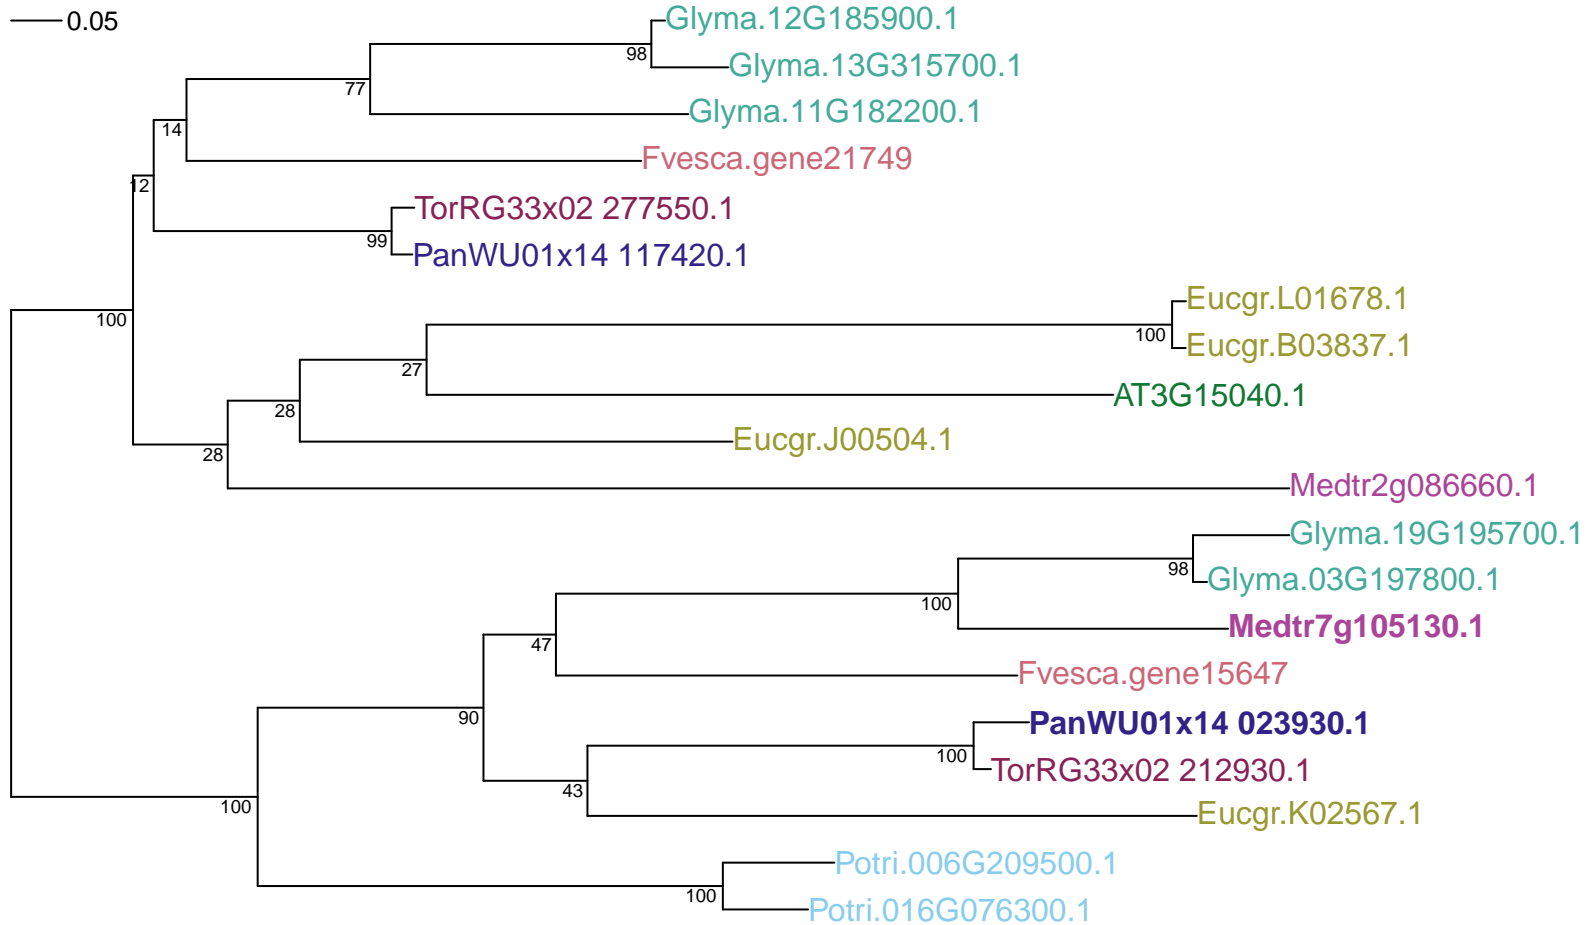 0.05
Glyma.12G185900.1
98
Glyma.13G315700.1
77
Glyma.11G182200.1
14
Fvesca.gene21749
12
TorRG33x02 277550.1
99
PanWU01x14 117420.1
Eucgr.L01678.1
100
100
Eucgr.B03837.1
27
AT3G15040.1
28
Eucgr.J00504.1
28
Medtr2g086660.1
Glyma.19G195700.1
98
Glyma.03G197800.1
100
Medtr7g105130.1
47
Fvesca.gene15647
90
PanWU01x14 023930.1
100
TorRG33x02 212930.1
43
100
Eucgr.K02567.1
Potri.006G209500.1
100
Potri.016G076300.1